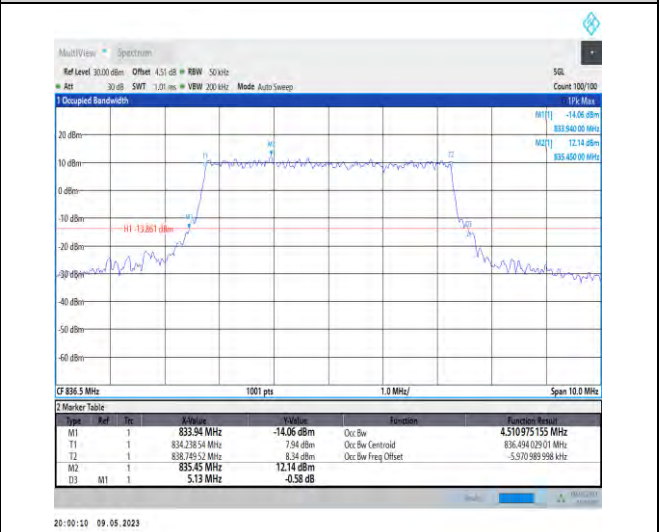 MultiView Spectrum
Ref Level 30.00 dBm Offset 4.51 dB RBW 50 kHz SGL
Att 30 dB SWT 1.01 ms VBW 200 kHz Mode Auto Sweep Count 100/100
1 Occupied Bandwidth 1Pk Max
M1[1] -14.06 dBm
833.940 00 MHz
M2[1] 12.14 dBm
835.450 00 MHz
20 dBm
M2
T1 T2
10 dBm
0 dBm
-10 dBm
M1 D3
H1 -13.861 dBm
-20 dBm
-30 dBm
-40 dBm
-50 dBm
-60 dBm
CF 836.5 MHz 1001 pts 1.0 MHz/ Span 10.0 MHz
2 Marker Table
Type Ref Trc X-Value Y-Value Function Function Result
M1 1 833.94 MHz -14.06 dBm Occ Bw 4.510 975 155 MHz
T1 1 834.238 54 MHz 7.94 dBm Occ Bw Centroid 836.494 029 01 MHz
T2 1 838.749 52 MHz 8.34 dBm Occ Bw Freq Offset -5.970 989 998 kHz
M2 1 835.45 MHz 12.14 dBm
D3 M1 1 5.13 MHz -0.58 dB
20:00:10 09.05.2023